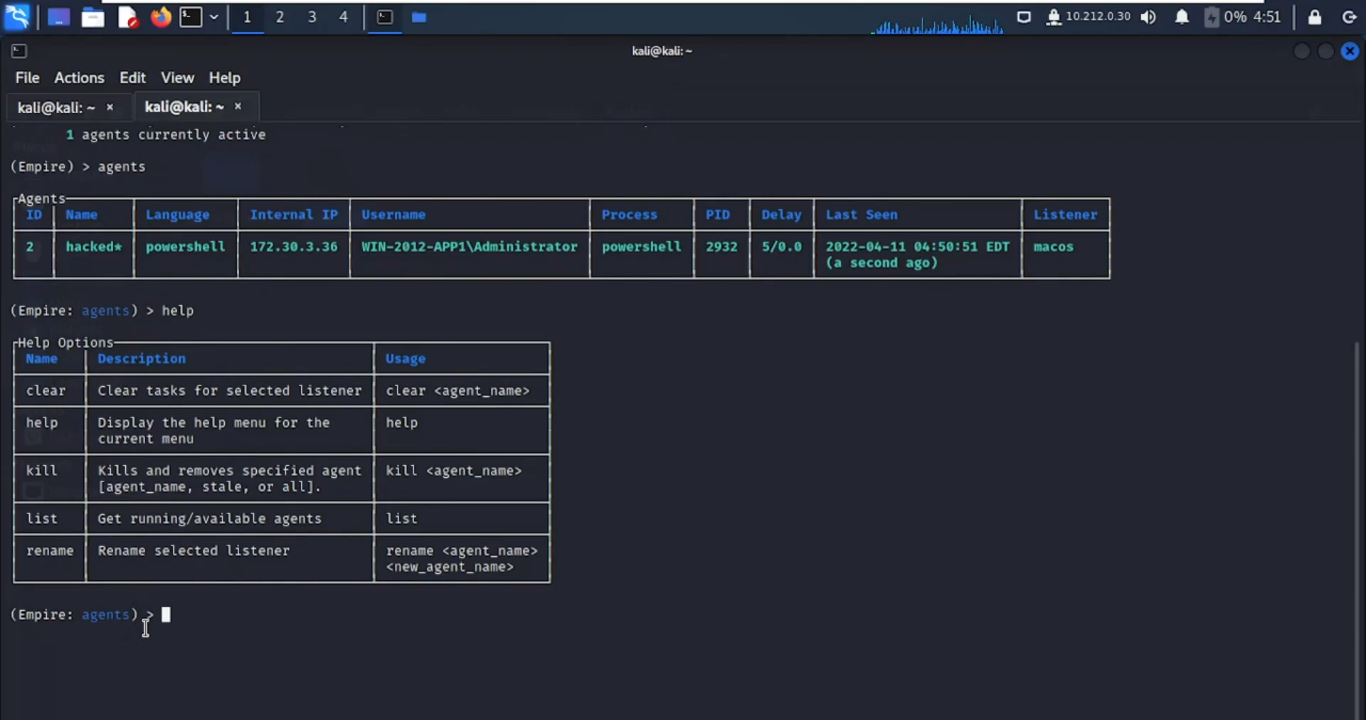 1 2 3 4 10.212.0.30 0% 4:51
kali@kali: ~
File Actions Edit View Help
kali@kali: ~ × kali@kali: ~ ×
1 agents currently active
(Empire) > agents
Agents
ID Name Language Internal IP Username Process PID Delay Last Seen Listener
2 hacked* powershell 172.30.3.36 WIN-2012-APP1\Administrator powershell 2932 5/0.0 2022-04-11 04:50:51 EDT macos
(a second ago)
(Empire: agents) > help
Help Options
Name Description Usage
clear Clear tasks for selected listener clear <agent_name>
help Display the help menu for the help
current menu
kill Kills and removes specified agent kill <agent_name>
[agent_name, stale, or all].
list Get running/available agents list
rename Rename selected listener rename <agent_name>
<new_agent_name>
(Empire: agents) >